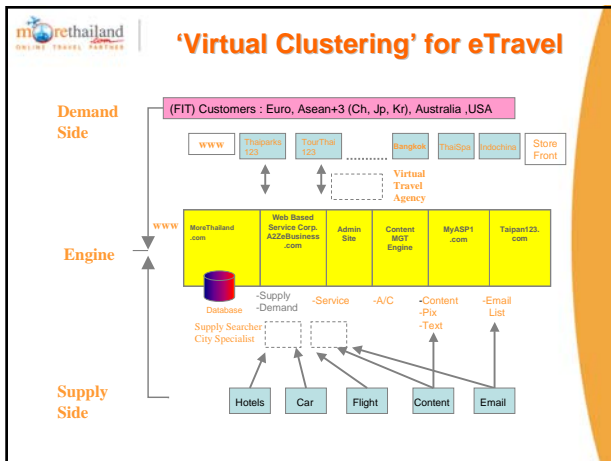 morethailand
.com
ONLINE TRAVEL PARTNER
‘Virtual Clustering’ for eTravel
Demand
Side
(FIT) Customers : Euro, Asean+3 (Ch, Jp, Kr), Australia ,USA
www
Thaiparks
123
TourThai
123
...........
Bangkok
ThaiSpa
Indochina
Store
Front
Virtual
Travel
Agency
www
Engine
MoreThailand
.com
Web Based
Service Corp.
A2ZeBusiness
.com
Admin
Site
Content
MGT
Engine
MyASP1
.com
Taipan123.
com
Database
-Supply
-Demand
-Service
-A/C
-Content
-Pix
-Text
-Email
List
Supply Searcher
City Specialist
Supply
Side
Hotels
Car
Flight
Content
Email